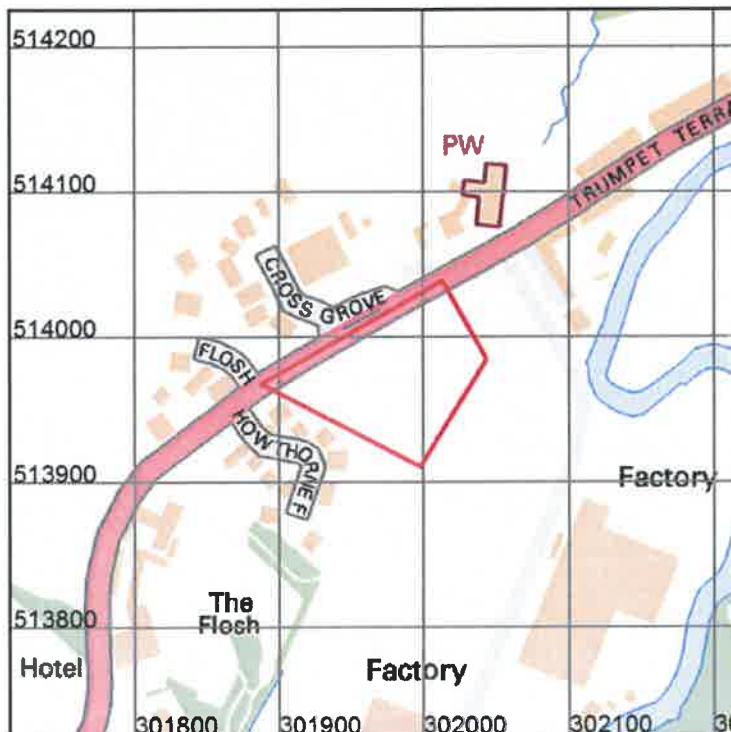 514200
PW
TRUMPET TERRA
514100
CROSS GROVE
514000
FLOSH
HOWTHORNE F
513900
Factory
The
Flosh
513800
Hotel
Factory
301800
301900
302000
302100
30